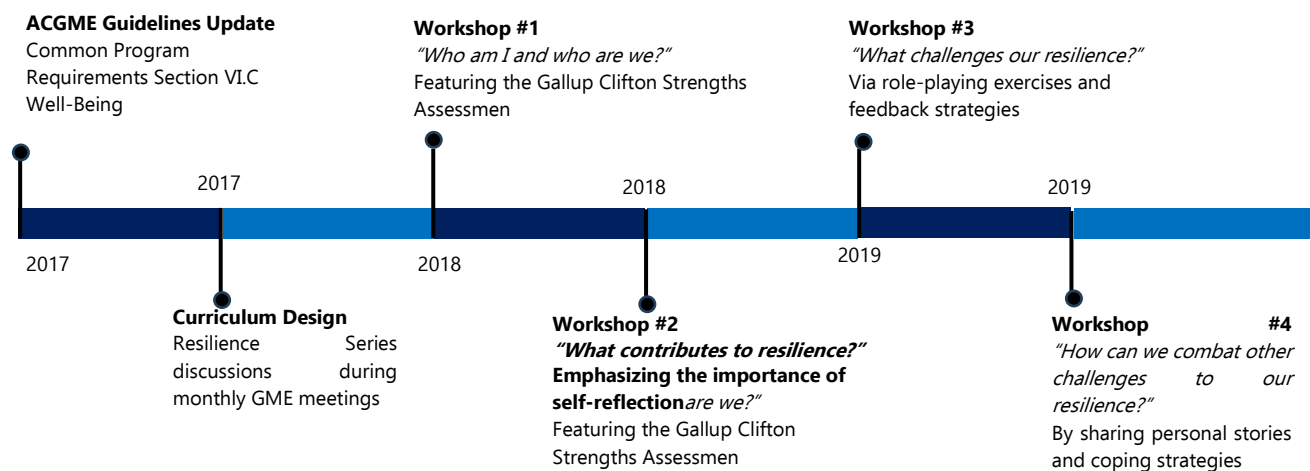 ACGME Guidelines Update
Common Program
Requirements Section VI.C
Well-Being
Workshop #1
“Who am I and who are we?”
Featuring the Gallup Clifton Strengths
Assessmen
Workshop #3
“What challenges our resilience?”
Via role-playing exercises and
feedback strategies
2017
2018
2019
2017
2018
2019
Curriculum Design
Resilience Series
discussions during
monthly GME meetings
Workshop #2
“What contributes to resilience?”
Emphasizing the importance of
self-reflectionare we?”
Featuring the Gallup Clifton
Strengths Assessmen
Workshop #4
“How can we combat other
challenges to our
resilience?”
By sharing personal stories
and coping strategies